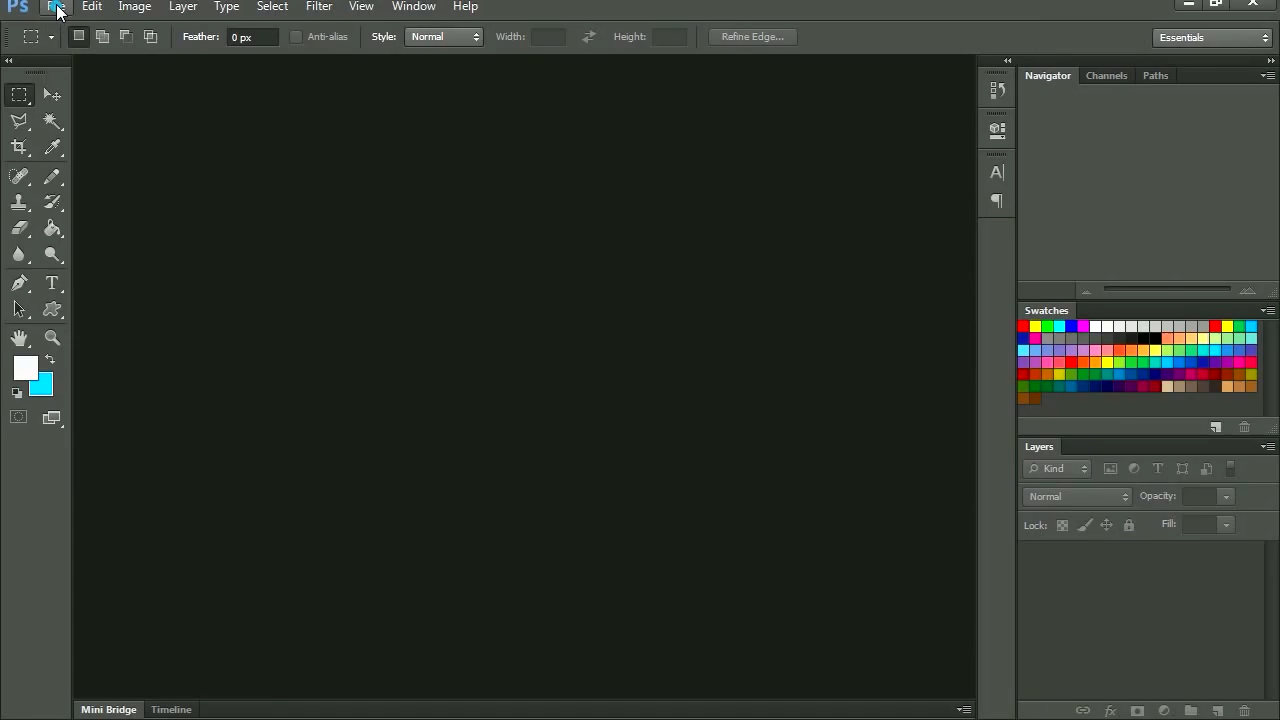 Ps Edit Image Layer Type Select Filter View Window Help
Feather: 0 px Anti-alias Style: Normal Width: Height: Refine Edge... Essentials
Navigator Channels Paths
Swatches
Layers
Kind
Normal Opacity:
Lock: Fill:
Mini Bridge Timeline